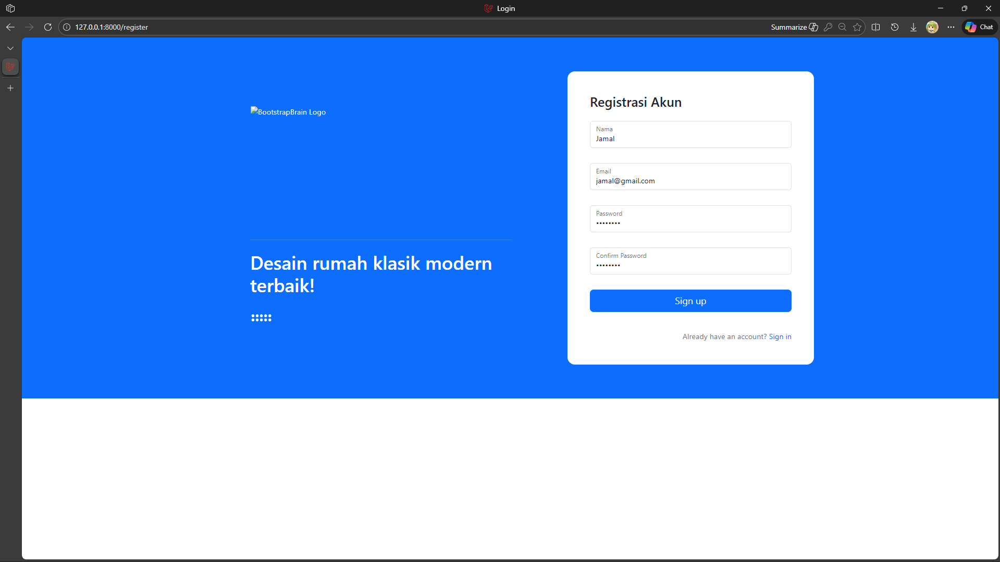 Login
127.0.0.1:8000/register
Summarize
Chat
BootstrapBrain Logo
Desain rumah klasik modern
terbaik!
Registrasi Akun
Nama
Jamal
Email
jamal@gmail.com
Password
••••••••
Confirm Password
••••••••
Sign up
Already have an account? Sign in